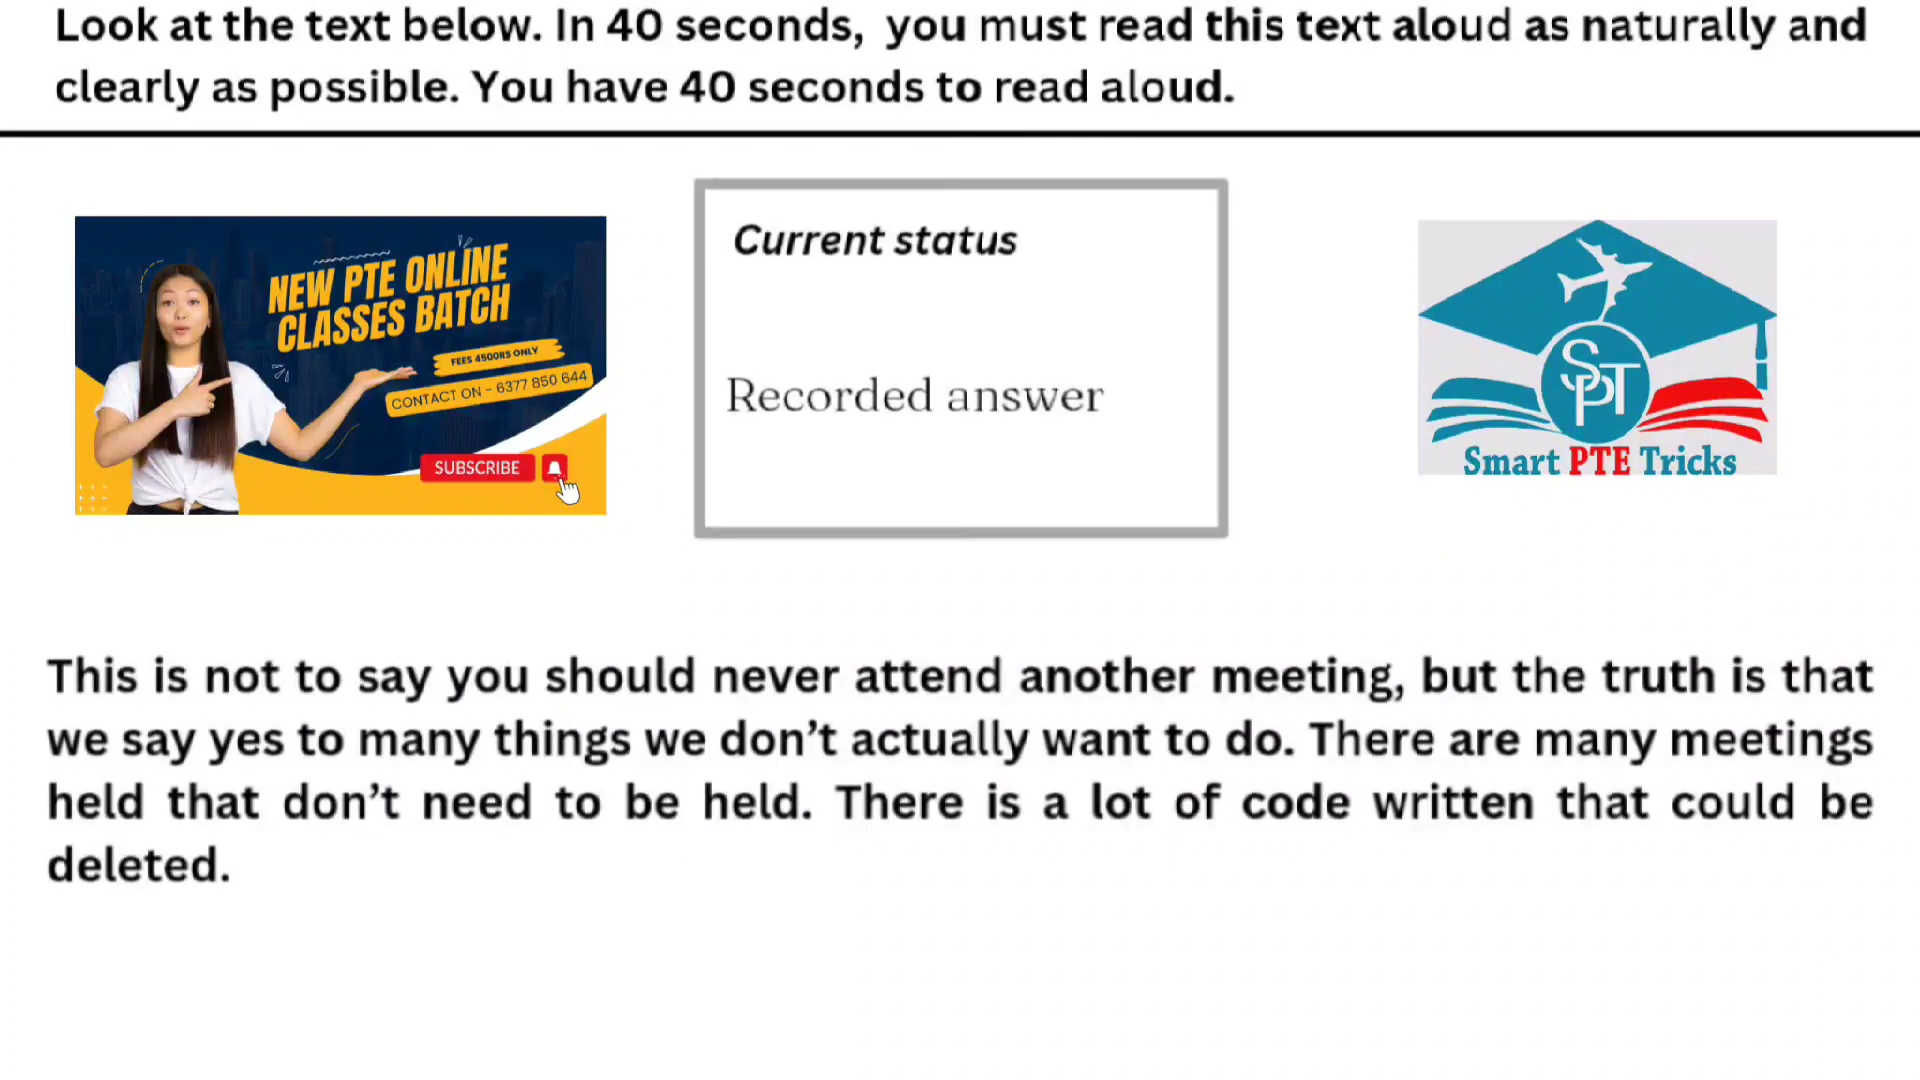 Look at the text below. In 40 seconds, you must read this text aloud as naturally and
clearly as possible. You have 40 seconds to read aloud.
NEW PTE ONLINE
CLASSES BATCH
FEES 4500RS ONLY
CONTACT ON - 6377 850 644
SUBSCRIBE
Current status
Recorded answer
SPT
Smart PTE Tricks
This is not to say you should never attend another meeting, but the truth is that
we say yes to many things we don’t actually want to do. There are many meetings
held that don’t need to be held. There is a lot of code written that could be
deleted.